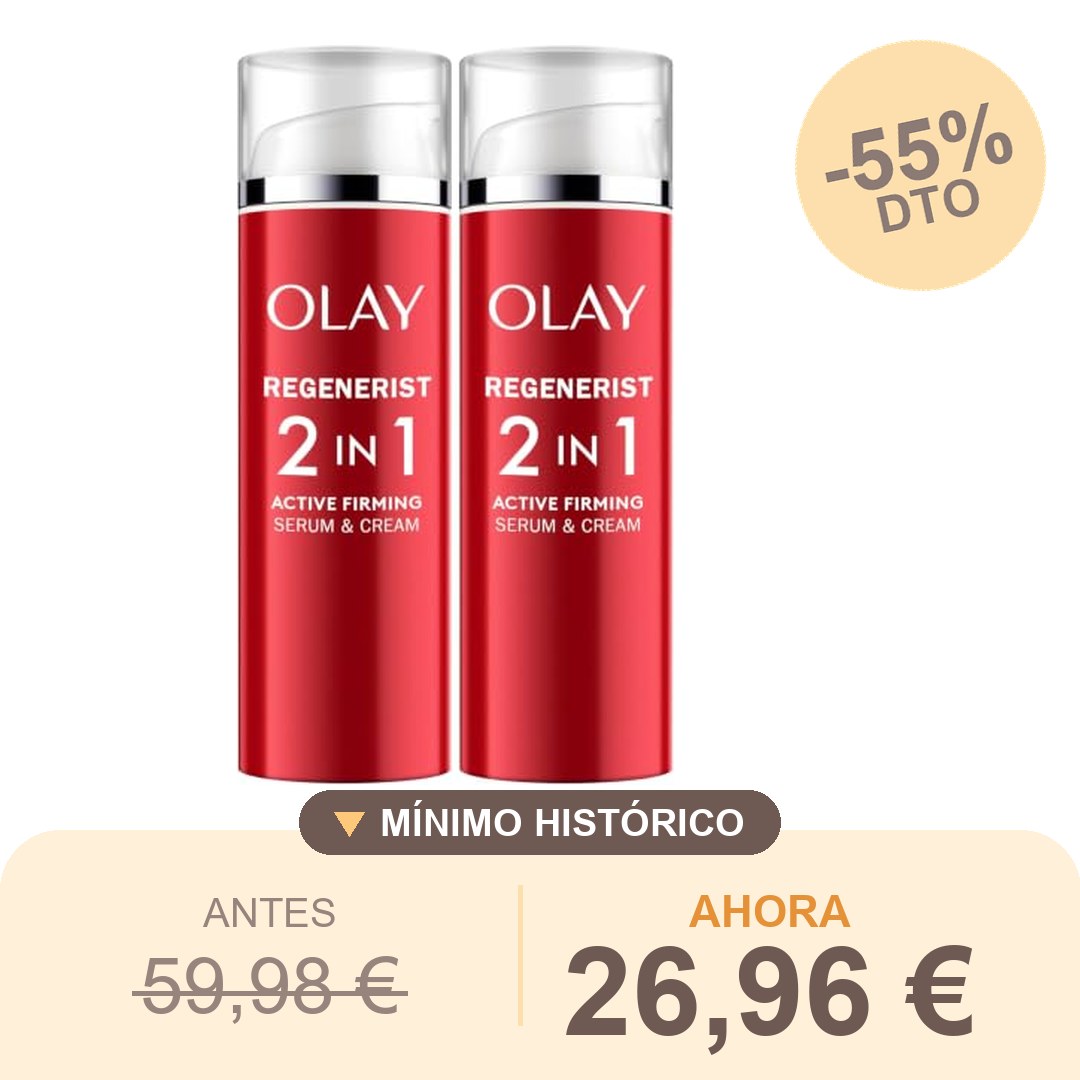 -55%
DTO
OLAY
REGENERIST
2 IN 1
ACTIVE FIRMING
SERUM & CREAM
OLAY
REGENERIST
2 IN 1
ACTIVE FIRMING
SERUM & CREAM
MÍNIMO HISTÓRICO
ANTES
59,98 €
AHORA
26,96 €